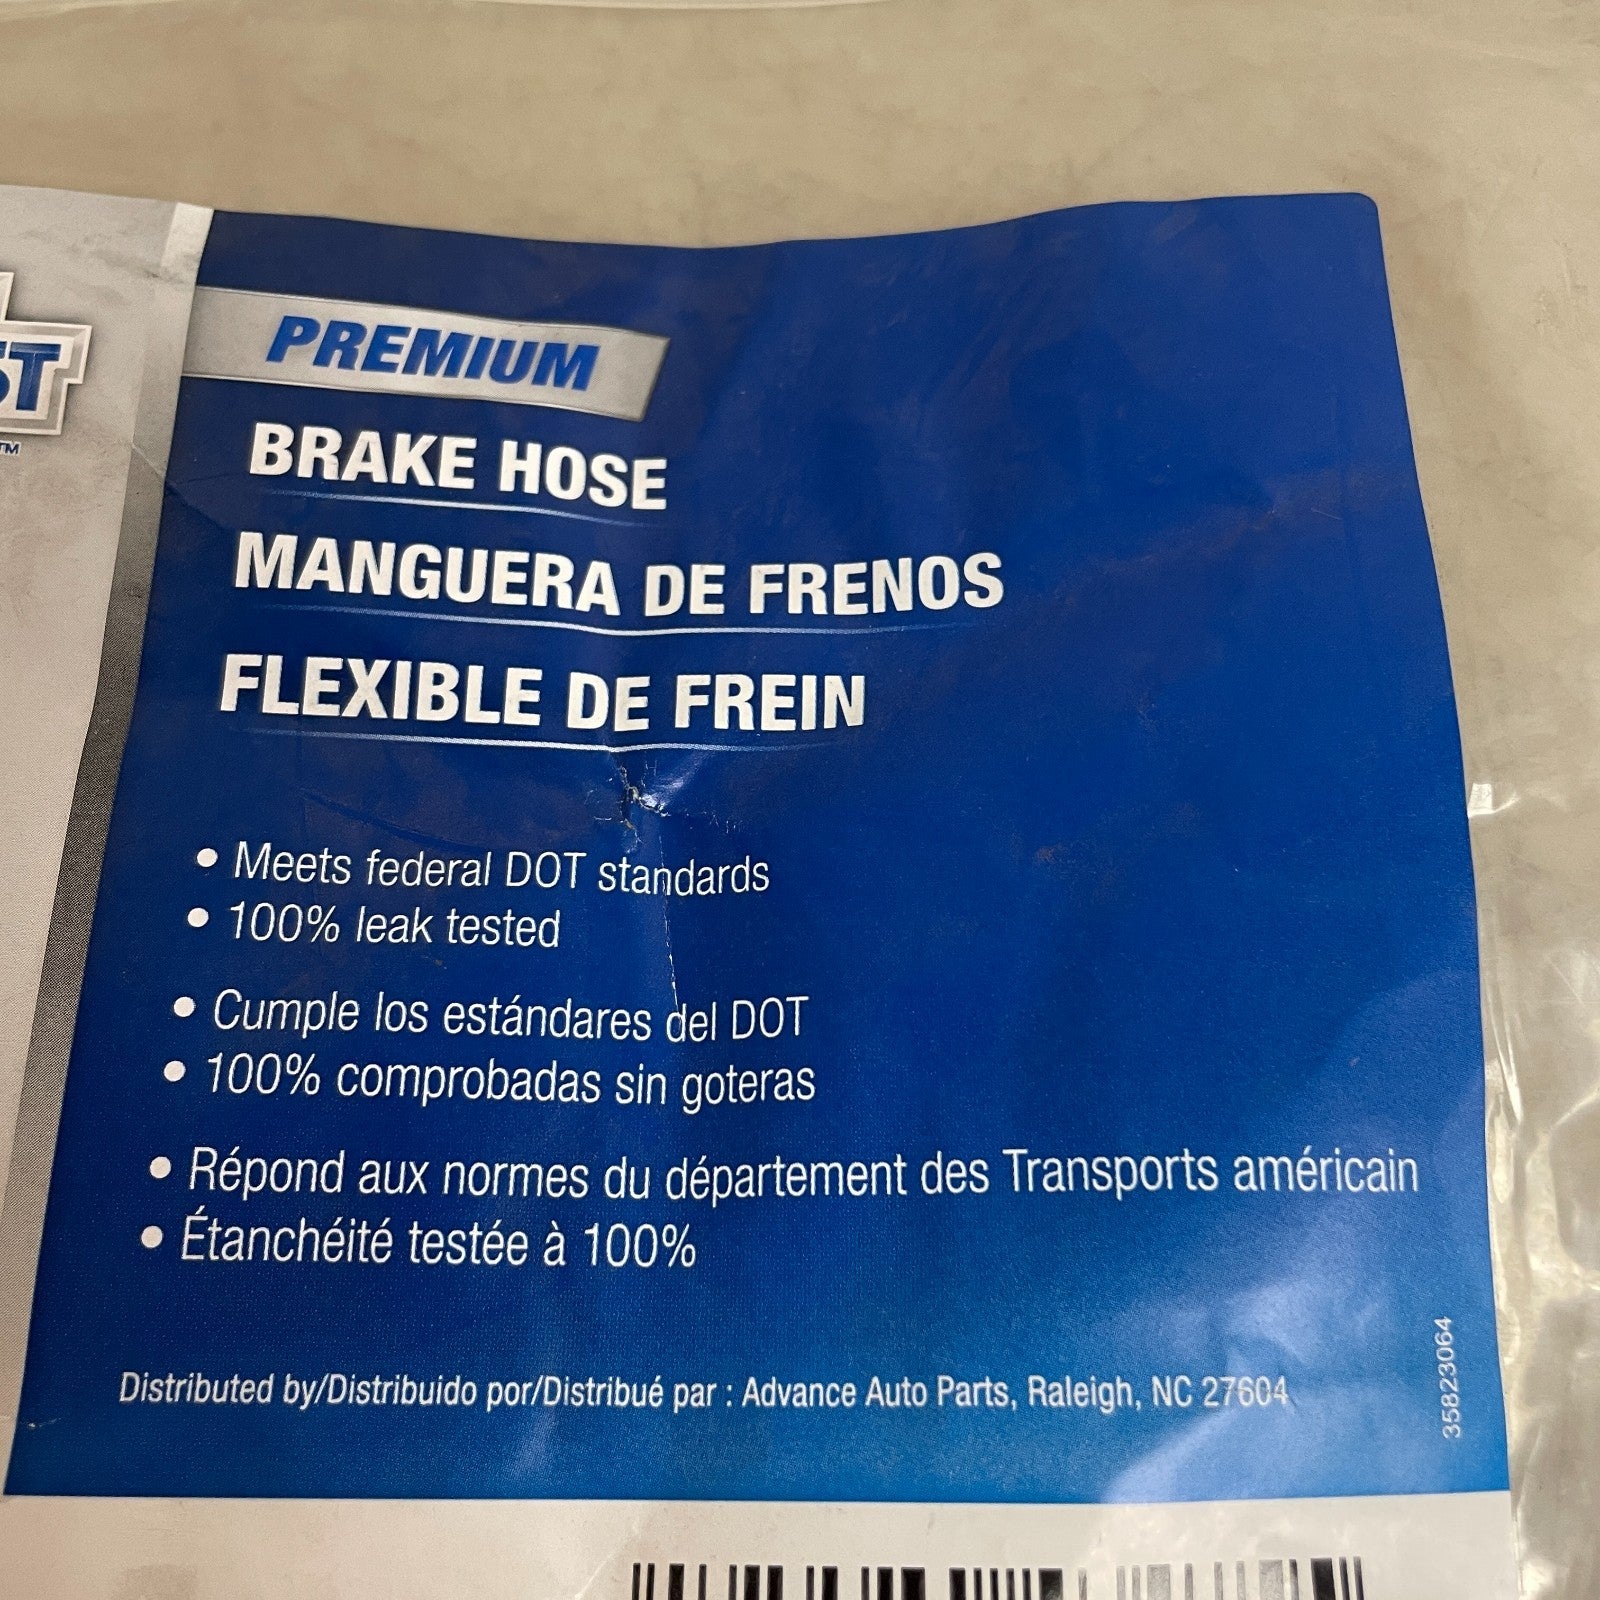 ST
TM
PREMIUM
BRAKE HOSE
MANGUERA DE FRENOS
FLEXIBLE DE FREIN
• Meets federal DOT standards
• 100% leak tested
• Cumple los estándares del DOT
• 100% comprobadas sin goteras
• Répond aux normes du département des Transports américain
• Étanchéité testée à 100%
Distributed by/Distribuido por/Distribué par : Advance Auto Parts, Raleigh, NC 27604
35823064